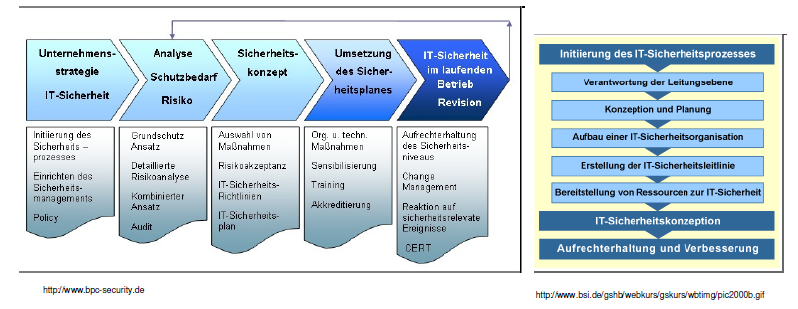 Unternehmens-
strategie
IT-Sicherheit
Analyse
Schutzbedarf
Risiko
Sicherheits-
konzept
Umsetzung
des Sicher-
heitsplanes
IT-Sicherheit
im laufenden
Betrieb
Revision
Initiierung des
Sicherheits –
prozesses
Einrichten des
Sicherheits-
managements
Policy
Grundschutz
Ansatz
Detaillierte
Risikoanalyse
Kombinierter
Ansatz
Audit
Auswahl von
Maßnahmen
Risikoakzeptanz
IT-Sicherheits-
Richtlinien
IT-Sicherheits-
plan
Org. u. techn.
Maßnahmen
Sensibilisierung
Training
Akkreditierung
Aufrechterhaltung
des Sicherheits-
niveaus
Change
Management
Reaktion auf
sicherheitsrelevate
Ereignisse
CERT
http://www.bpc-security.de
Initiierung des IT-Sicherheitsprozesses
Verantwortung der Leitungsebene
Konzeption und Planung
Aufbau einer IT-Sicherheitsorganisation
Erstellung der IT-Sicherheitsleitlinie
Bereitstellung von Ressourcen zur IT-Sicherheit
IT-Sicherheitskonzeption
Aufrechterhaltung und Verbesserung
http://www.bsi.de/gshb/webkurs/gskurs/wbtimg/pic2000b.gif